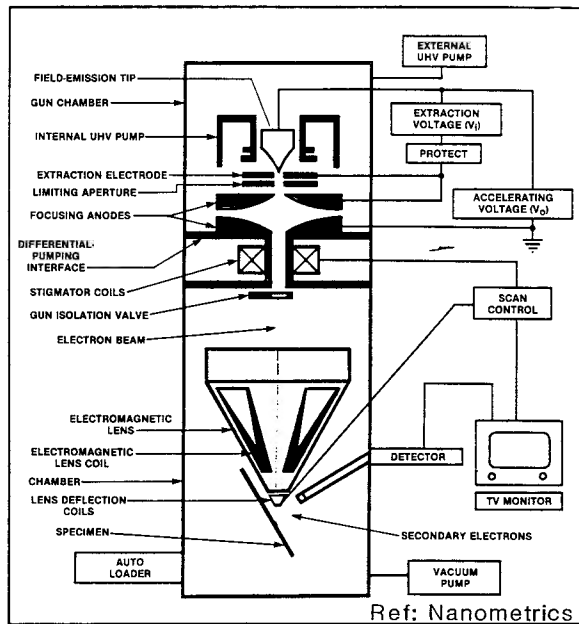 EXTERNAL
UHV PUMP
FIELD-EMISSION TIP
GUN CHAMBER
INTERNAL UHV PUMP
EXTRACTION
VOLTAGE (Vi)
PROTECT
EXTRACTION ELECTRODE
LIMITING APERTURE
FOCUSING ANODES
ACCELERATING
VOLTAGE (Vo)
DIFFERENTIAL-
PUMPING
INTERFACE
STIGMATOR COILS
GUN ISOLATION VALVE
SCAN
CONTROL
ELECTRON BEAM
ELECTROMAGNETIC
LENS
ELECTROMAGNETIC
LENS COIL
DETECTOR
CHAMBER
LENS DEFLECTION
COILS
TV MONITOR
SPECIMEN
SECONDARY ELECTRONS
AUTO
LOADER
VACUUM
PUMP
Ref: Nanometrics